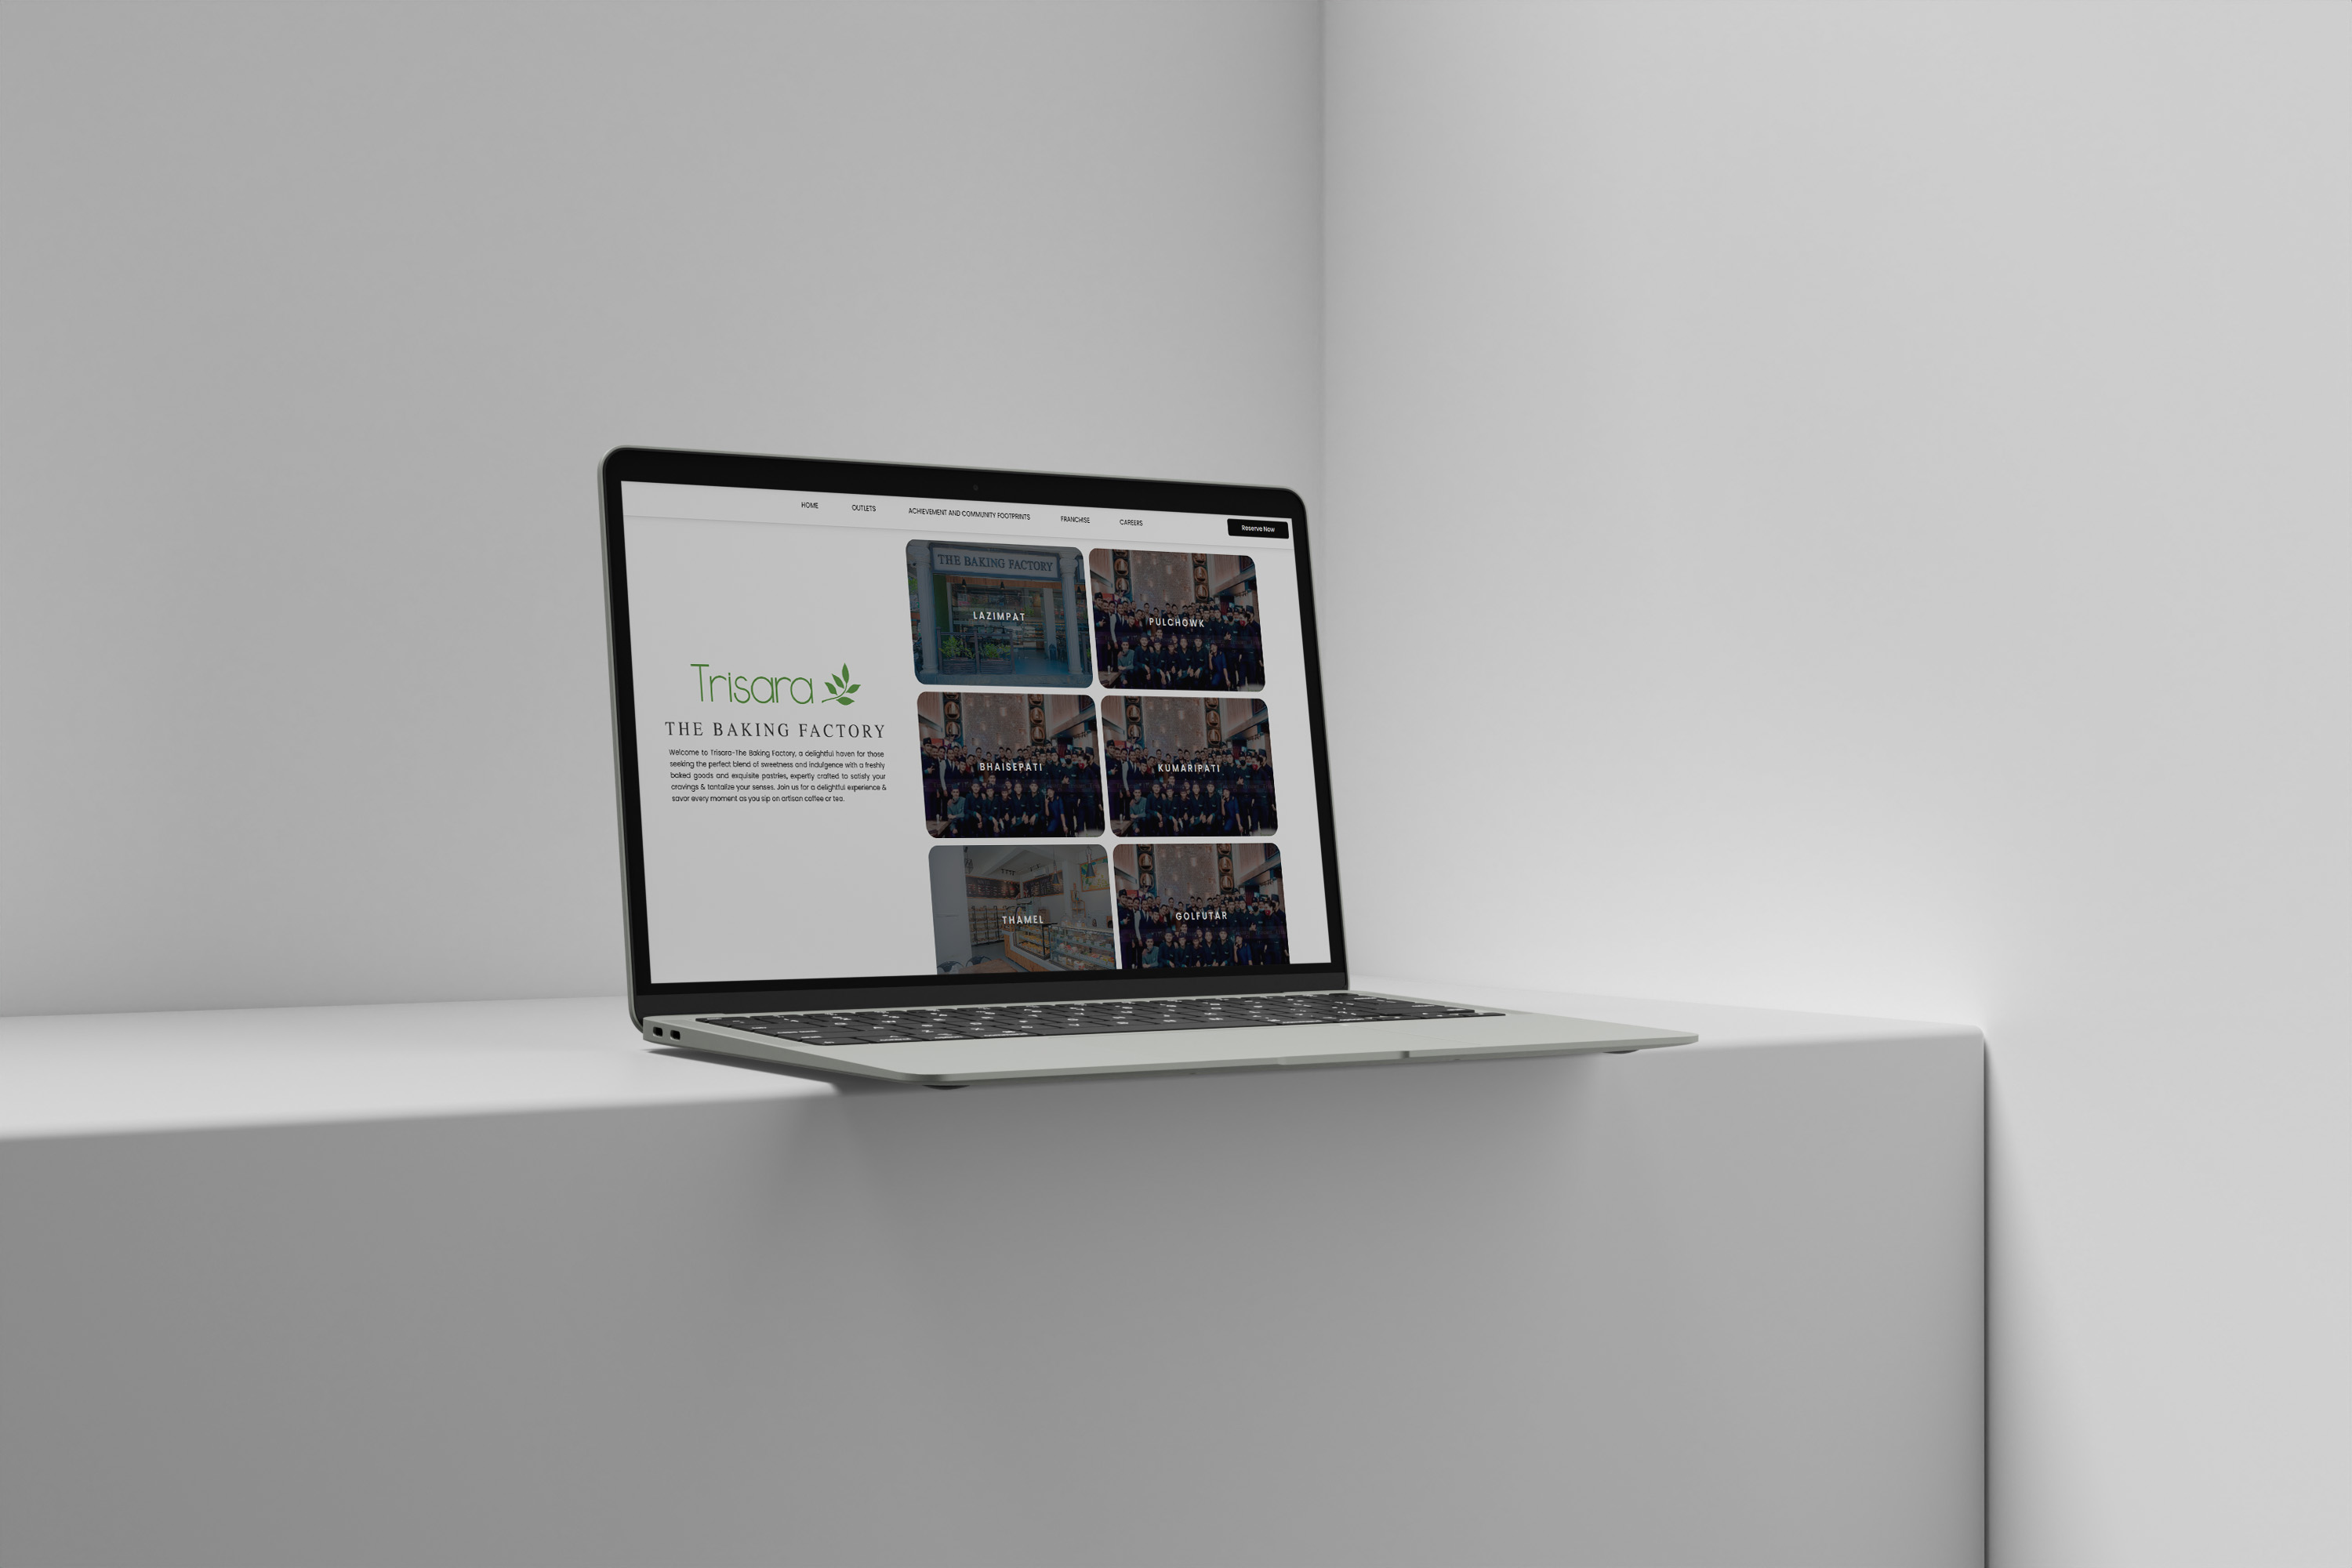 HOME
OUTLETS
ACHIEVEMENT AND COMMUNITY FOOTPRINTS
FRANCHISE
CAREERS
Reserve Now
Trisara
THE BAKING FACTORY
Welcome to Trisara-The Baking Factory, a delightful haven for those
seeking the perfect blend of sweetness and indulgence with a freshly
baked goods and exquisite pastries, expertly crafted to satisfy your
cravings & tantalize your senses. Join us for a delightful experience &
savor every moment as you sip on artisan coffee or tea.
THE BAKING FACTORY
LAZIMPAT
PULCHOWK
BHAISEPATI
KUMARIPATI
THAMEL
GOLFUTAR